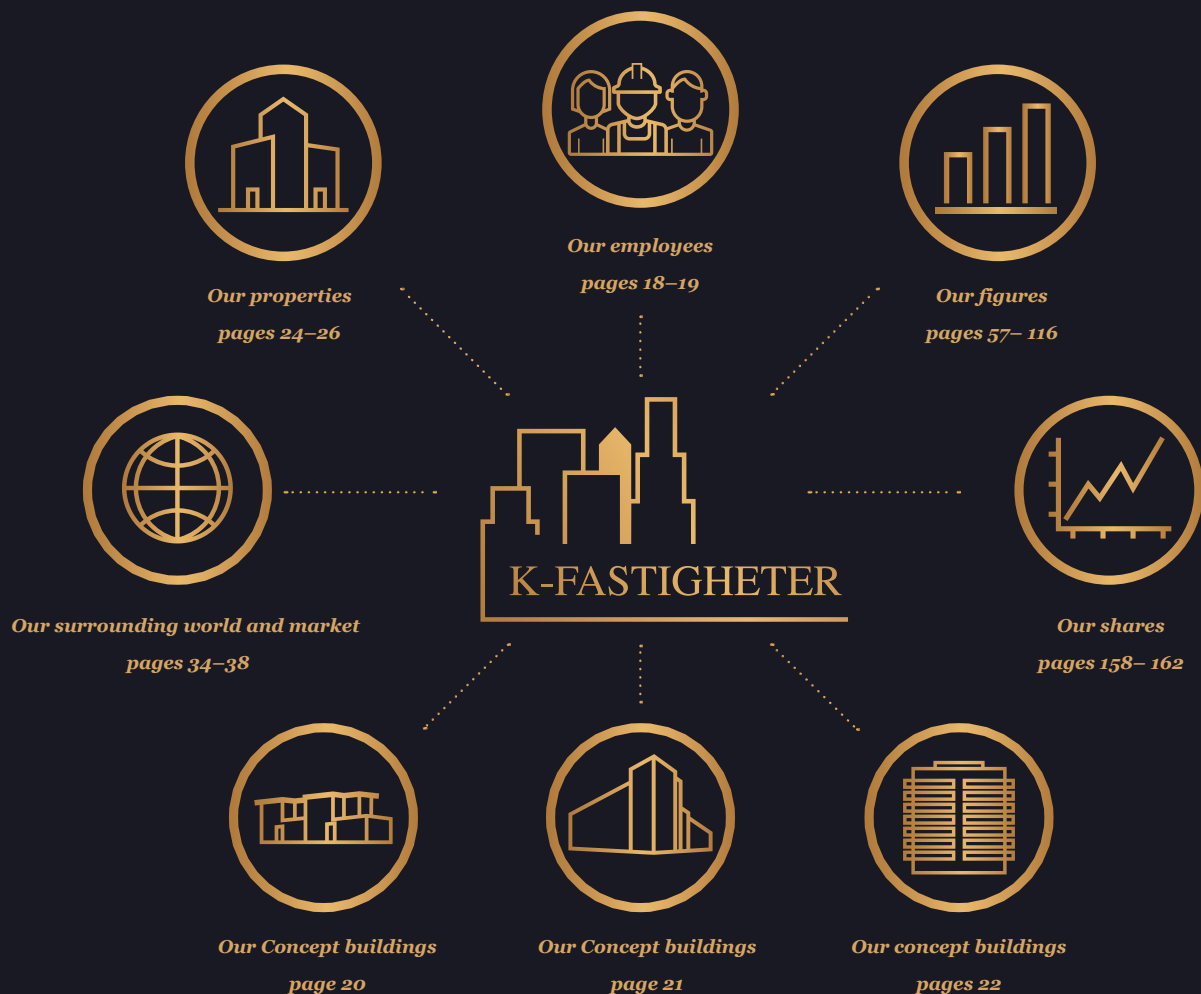 Our employees
pages 18–19
Our properties
pages 24–26
Our figures
pages 57– 116
K-FASTIGHETER
Our surrounding world and market
pages 34–38
Our shares
pages 158– 162
Our Concept buildings
page 20
Our Concept buildings
page 21
Our concept buildings
pages 22